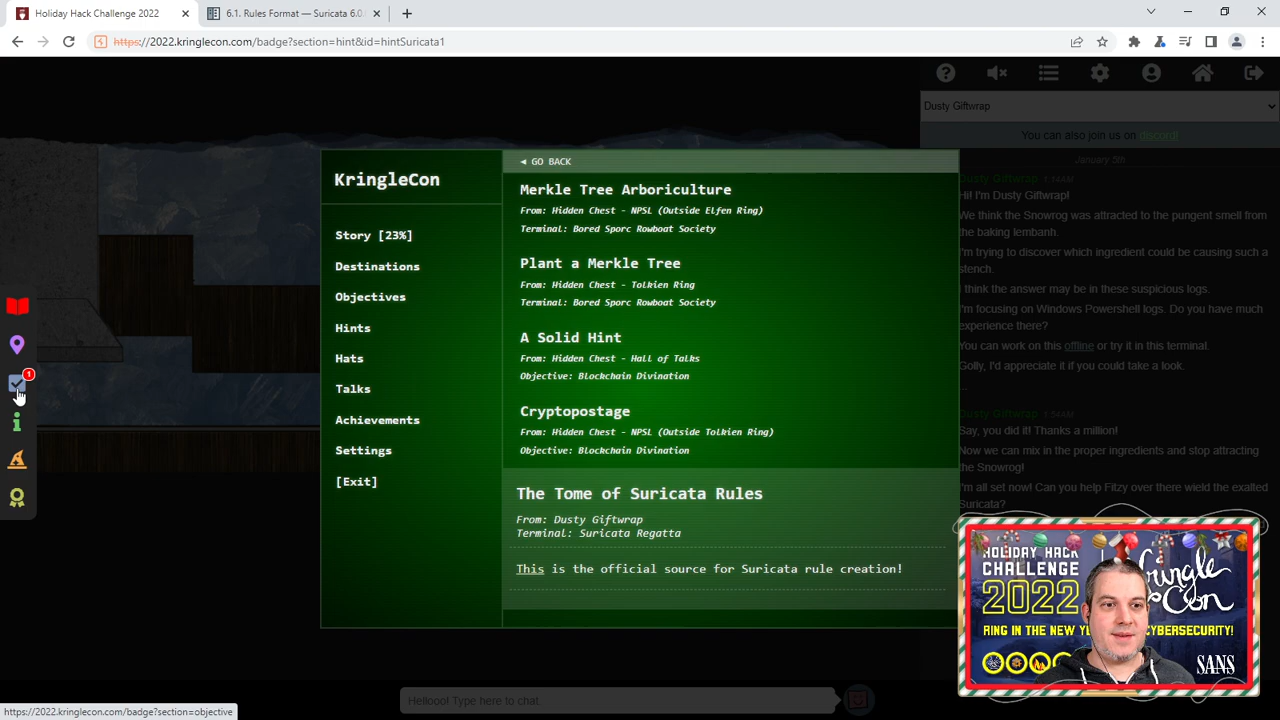 Holiday Hack Challenge 2022
6.1. Rules Format — Suricata 6.0.
https://2022.kringlecon.com/badge?section=hint&id=hintSuricata1
Dusty Giftwrap
You can also join us on discord!
January 5th
Dusty Giftwrap 1:14AM
Hi! I'm Dusty Giftwrap!
We think the Snowrog was attracted to the pungent smell from
the baking lembanh.
I'm trying to discover which ingredient could be causing such a
stench.
I think the answer may be in these suspicious logs.
I'm focusing on Windows Powershell logs. Do you have much
experience there?
You can work on this offline or try it in this terminal.
Golly, I'd appreciate it if you could take a look.
...
Dusty Giftwrap 1:54AM
Say, you did it! Thanks a million!
Now we can mix in the proper ingredients and stop attracting
the Snowrog!
I'm all set now! Can you help Fitzy over there wield the exalted
Suricata?
KringleCon
Story [23%]
Destinations
Objectives
Hints
Hats
Talks
Achievements
Settings
[Exit]
◄ GO BACK
Merkle Tree Arboriculture
From: Hidden Chest - NPSL (Outside Elfen Ring)
Terminal: Bored Sporc Rowboat Society
Plant a Merkle Tree
From: Hidden Chest - Tolkien Ring
Terminal: Bored Sporc Rowboat Society
A Solid Hint
From: Hidden Chest - Hall of Talks
Objective: Blockchain Divination
Cryptopostage
From: Hidden Chest - NPSL (Outside Tolkien Ring)
Objective: Blockchain Divination
The Tome of Suricata Rules
From: Dusty Giftwrap
Terminal: Suricata Regatta
This is the official source for Suricata rule creation!
1
HOLIDAY HACK
CHALLENGE
2022
RING IN THE NEW YE
CYBERSECURITY!
SANS
Hellooo! Type here to chat.
https://2022.kringlecon.com/badge?section=objective